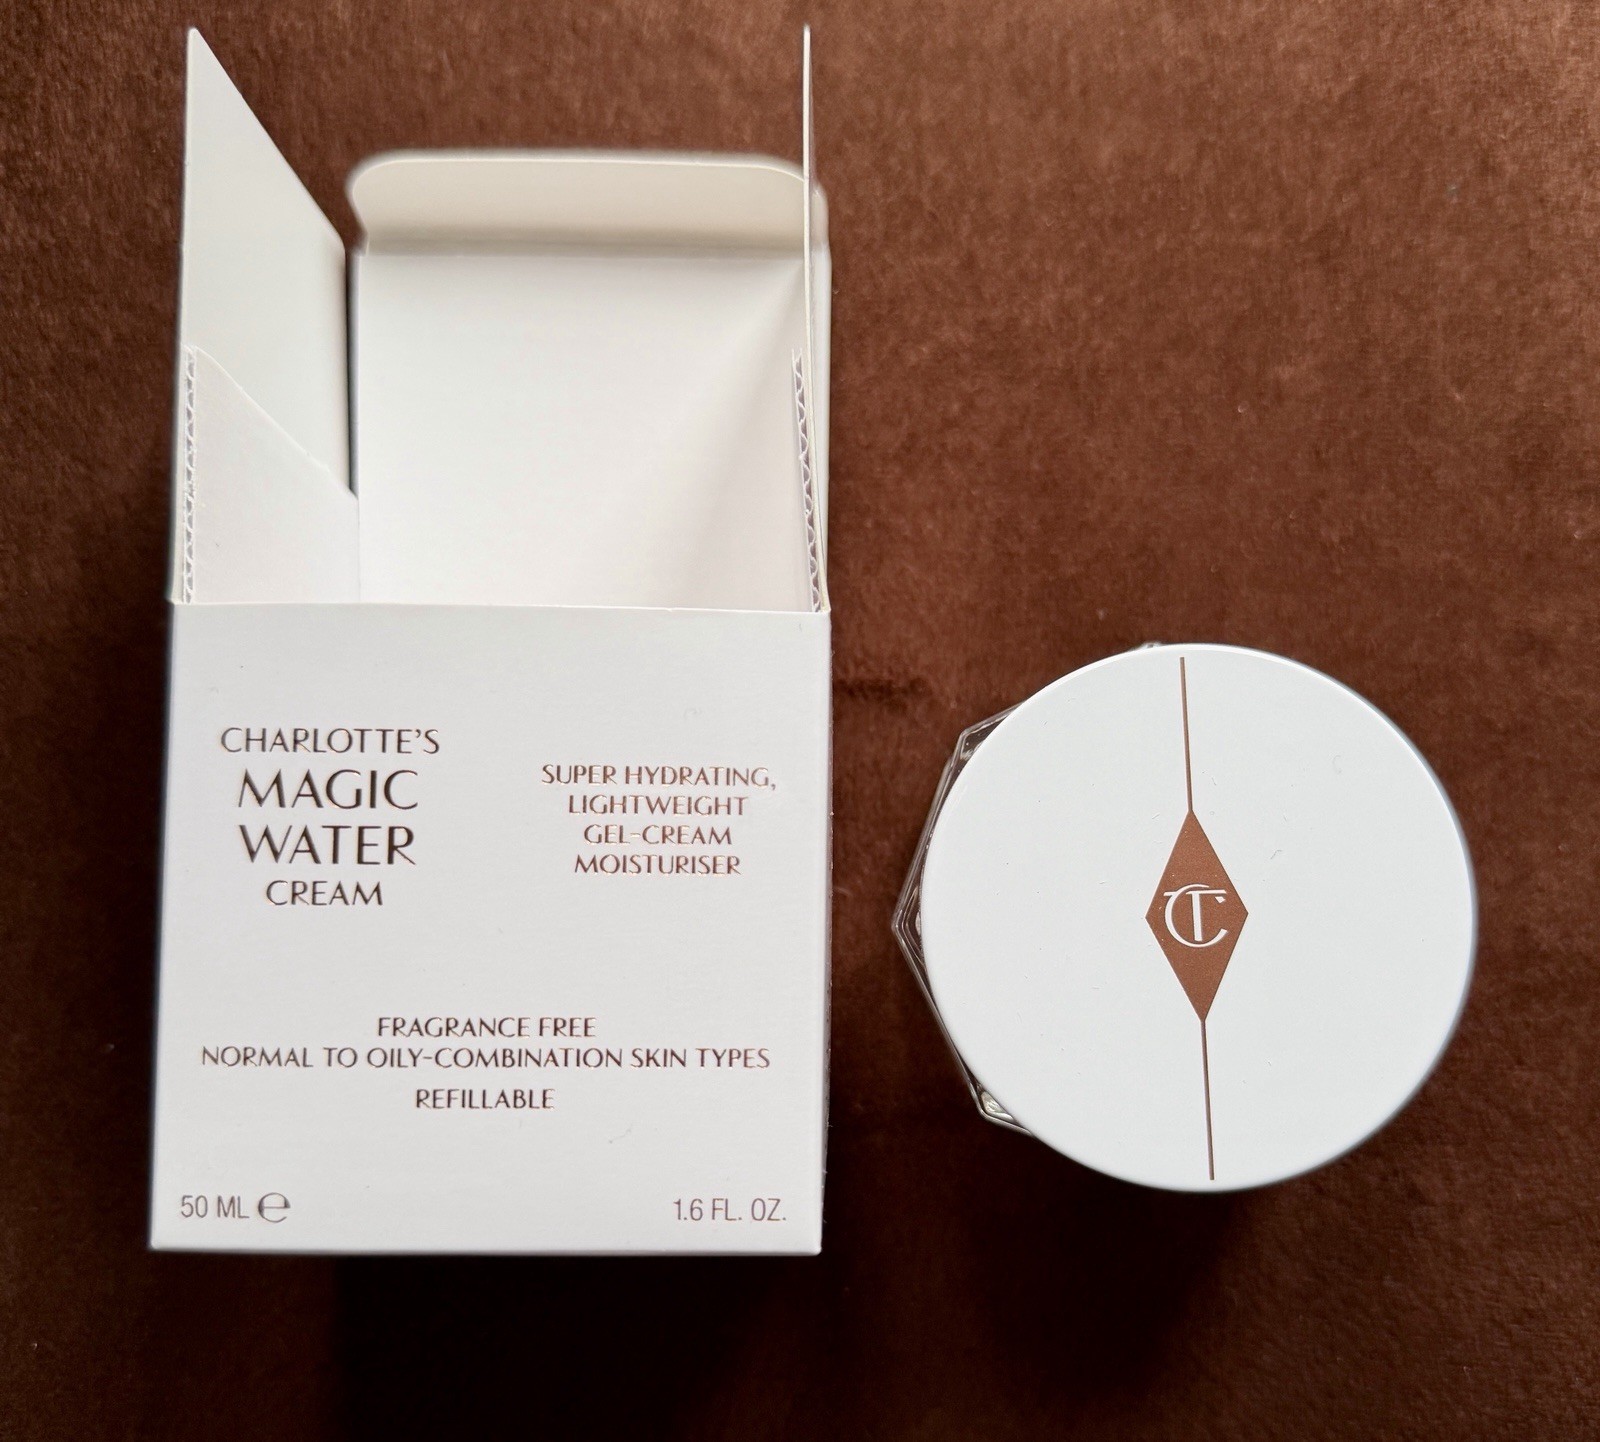 CHARLOTTE'S
MAGIC
WATER
CREAM
SUPER HYDRATING,
LIGHTWEIGHT
GEL-CREAM
MOISTURISER
FRAGRANCE FREE
NORMAL TO OILY-COMBINATION SKIN TYPES
REFILLABLE
50 ML ℮
1.6 FL. OZ.
CT